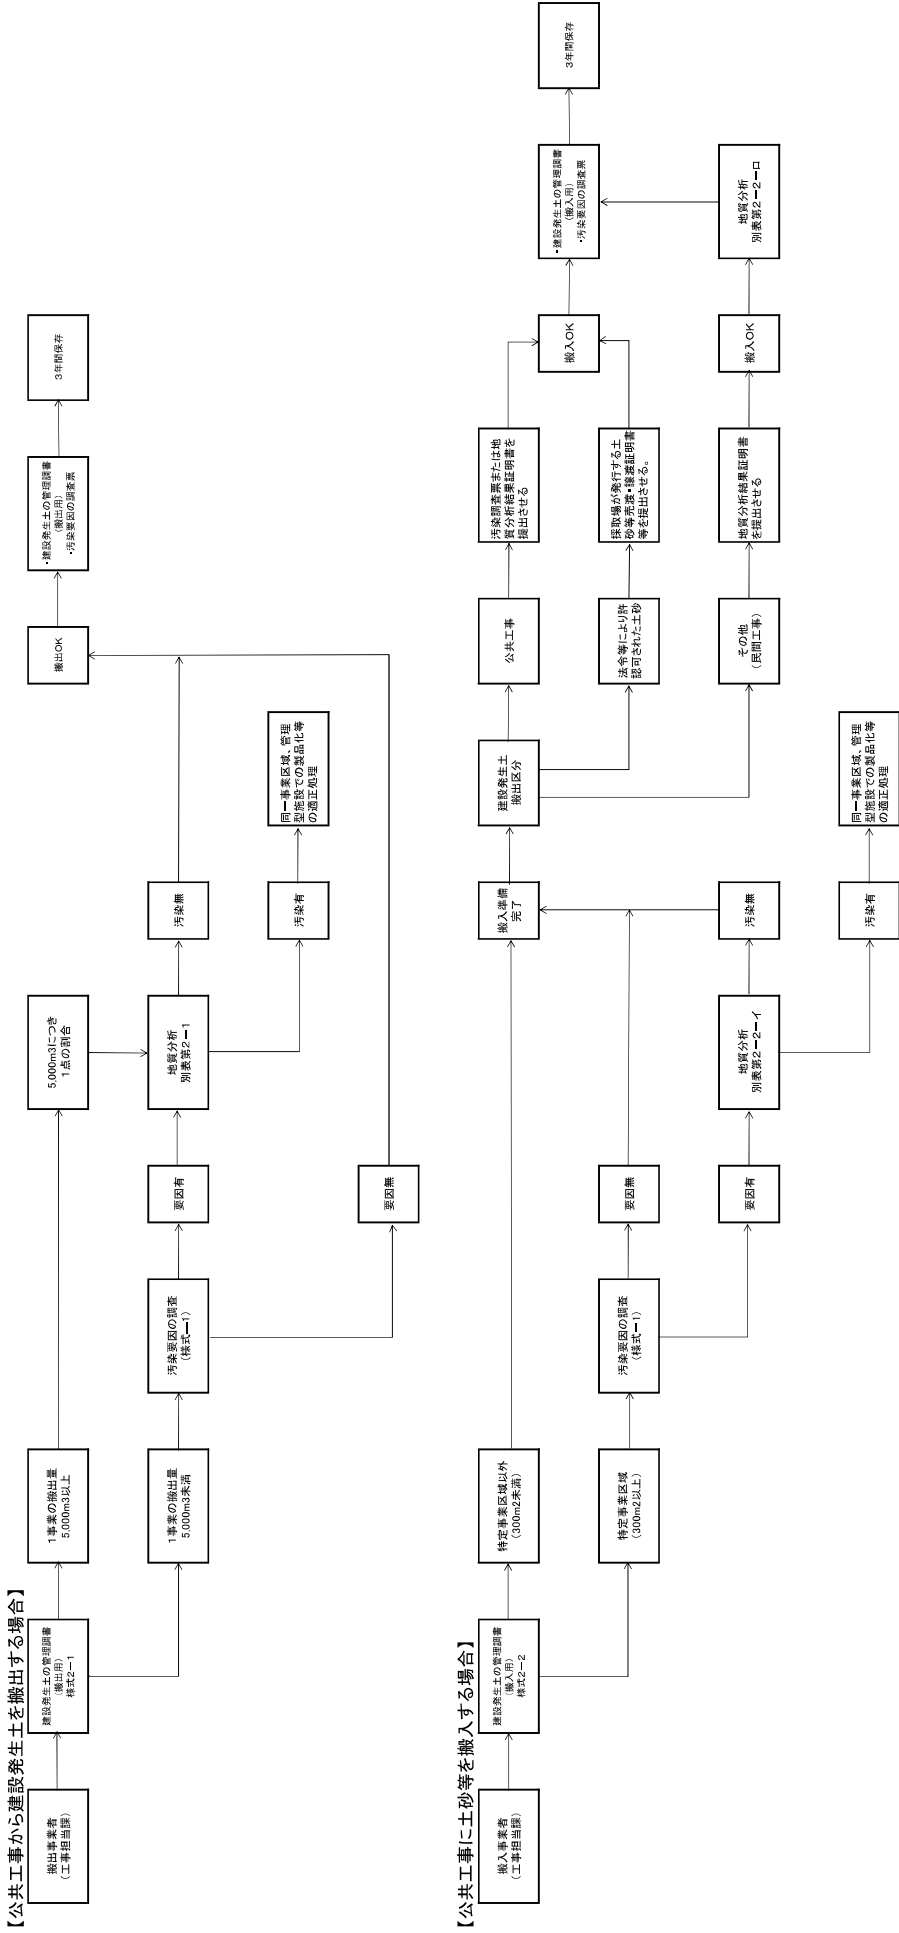 【公共工事から建設発生土を搬出する場合】
搬出事業者
（工事担当課）
建設発生土の管理調書
（搬出用）
様式2－1
1事業の搬出量
5,000m3以上
1事業の搬出量
5,000m3未満
汚染要因の調査
（様式－1）
要因有
要因無
5,000m3につき
1点の割合
地質分析
別表第2－1
汚染無
汚染有
同一事業区域、管理
型施設での製品化等
の適正処理
搬出OK
・建設発生土の管理調書
（搬出用）
・汚染要因の調査票
3年間保存
【公共工事に土砂等を搬入する場合】
搬入事業者
（工事担当課）
建設発生土の管理調書
（搬入用）
様式2－2
特定事業区域以外
（300m2未満）
特定事業区域
（300m2以上）
汚染要因の調査
（様式－1）
要因無
要因有
地質分析
別表第2－2－イ
搬入準備
完了
汚染無
汚染有
同一事業区域、管理
型施設での製品化等
の適正処理
建設発生土
搬出区分
公共工事
法令等により許
認可された土砂
その他
（民間工事）
汚染調査票または地
質分析結果証明書を
提出させる
採取場が発行する土
砂等売渡・譲渡証明書
等を提出させる。
地質分析結果証明書
を提出させる
搬入OK
搬入OK
・建設発生土の管理調書
（搬入用）
・汚染要因の調査票
地質分析
別表第2－2－ロ
3年間保存